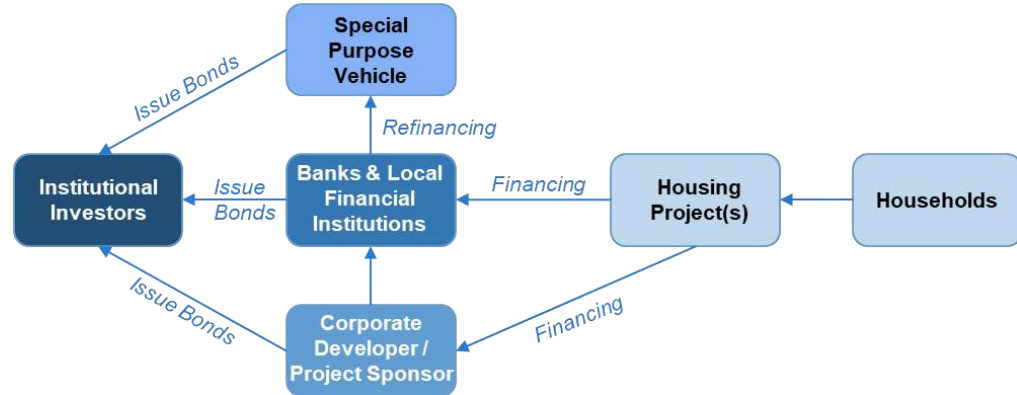 Special
Purpose
Vehicle
Issue Bonds
Refinancing
Institutional
Investors
Issue
Bonds
Banks & Local
Financial
Institutions
Financing
Housing
Project(s)
Households
Issue Bonds
Corporate
Developer /
Project Sponsor
Financing